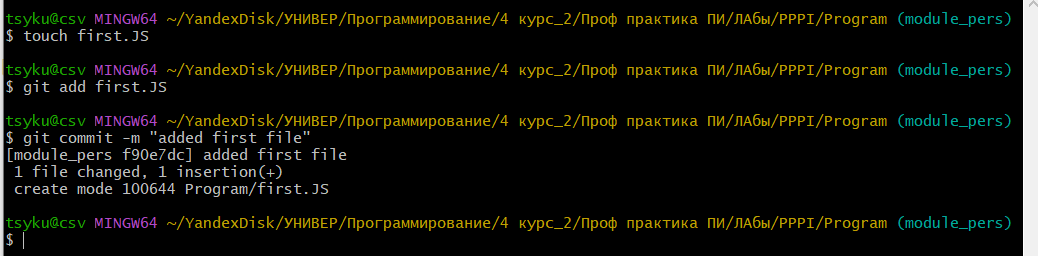 tsyku@csv MINGW64 ~/YandexDisk/УНИВЕР/Программирование/4 курс_2/Проф практика ПИ/ЛАбы/PPPI/Program (module_pers)
$ touch first.JS
tsyku@csv MINGW64 ~/YandexDisk/УНИВЕР/Программирование/4 курс_2/Проф практика ПИ/ЛАбы/PPPI/Program (module_pers)
$ git add first.JS
tsyku@csv MINGW64 ~/YandexDisk/УНИВЕР/Программирование/4 курс_2/Проф практика ПИ/ЛАбы/PPPI/Program (module_pers)
$ git commit -m "added first file"
[module_pers f90e7dc] added first file
1 file changed, 1 insertion(+)
create mode 100644 Program/first.JS
tsyku@csv MINGW64 ~/YandexDisk/УНИВЕР/Программирование/4 курс_2/Проф практика ПИ/ЛАбы/PPPI/Program (module_pers)
$